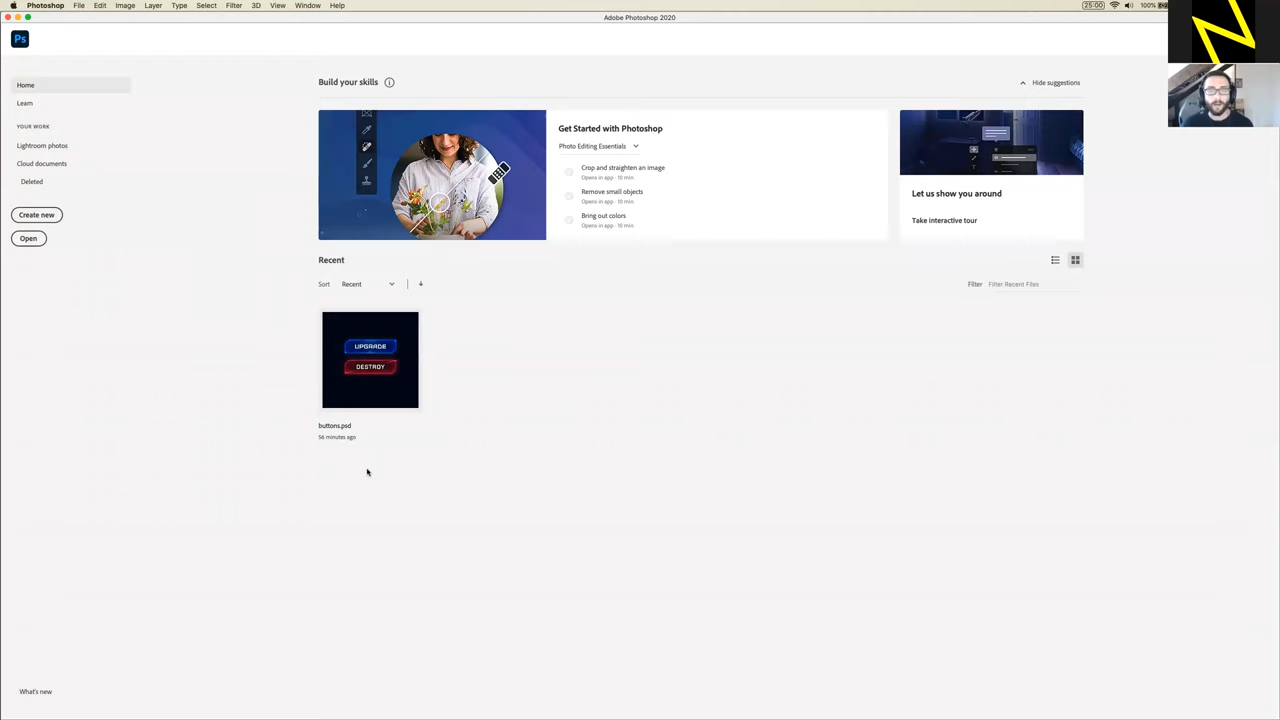 Photoshop File Edit Image Layer Type Select Filter 3D View Window Help 25:00 100%
Adobe Photoshop 2020
Ps
Home
Learn
YOUR WORK
Lightroom photos
Cloud documents
Deleted
Create new
Open
Build your skills
Hide suggestions
Get Started with Photoshop
Photo Editing Essentials
Crop and straighten an image
Opens in app · 10 min
Remove small objects
Opens in app · 10 min
Bring out colors
Opens in app · 10 min
Let us show you around
Take interactive tour
Recent
Sort Recent
Filter Filter Recent Files
UPGRADE
DESTROY
buttons.psd
56 minutes ago
What's new